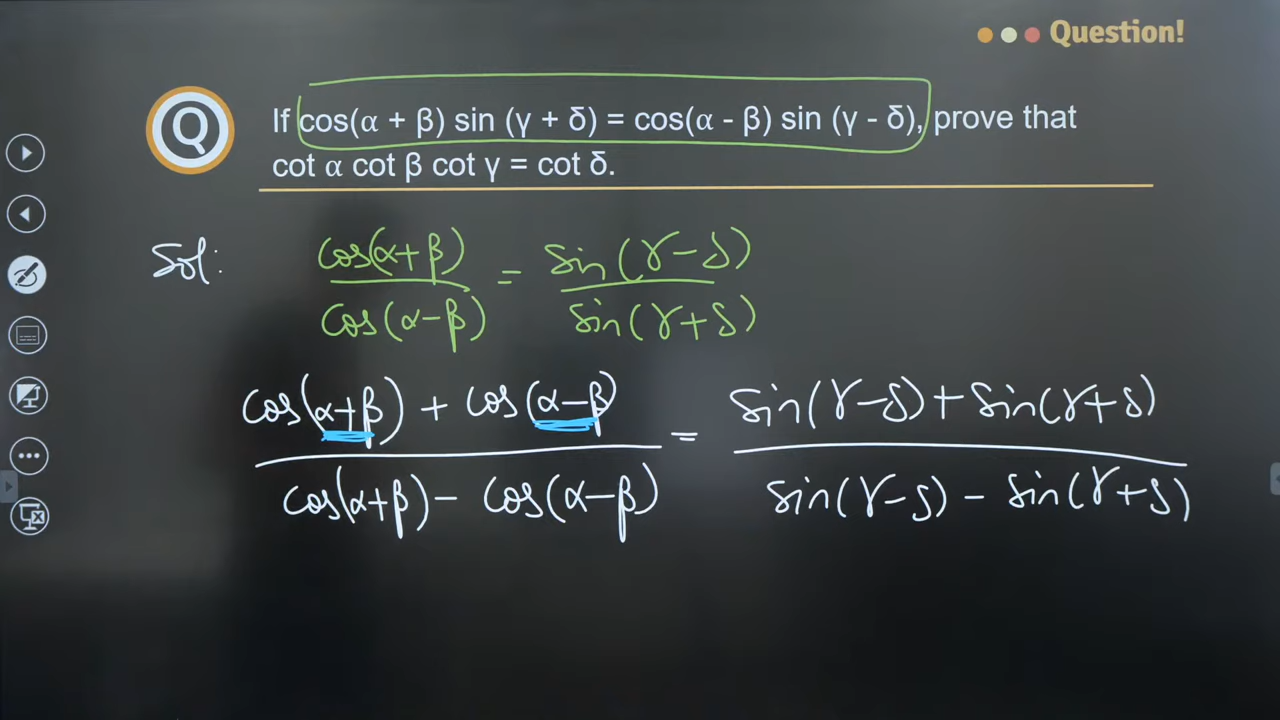 Question!
Q
If cos(α + β) sin (γ + δ) = cos(α - β) sin (γ - δ), prove that
cot α cot β cot γ = cot δ.
Sol:
cos(α+β)/cos(α-β) = sin(γ-δ)/sin(γ+δ)
cos(α+β) + cos(α-β) = sin(γ-δ)+sin(γ+δ)
cos(α+β) - cos(α-β) sin(γ-δ) - sin(γ+δ)